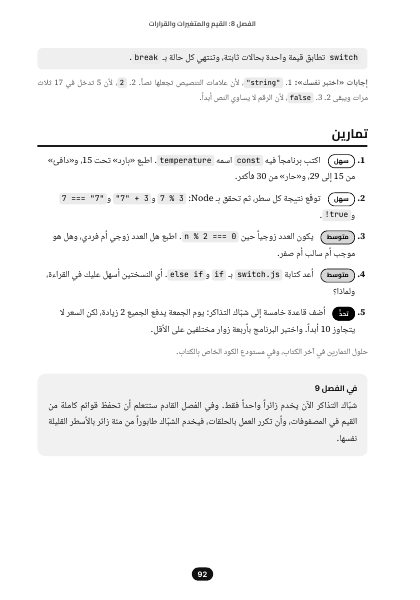 الفصل 8: القيم والمتغيرات والقرارات
switch تطابق قيمة واحدة بحالات ثابتة، وتنتهي كل حالة بـ break .
إجابات «اختبر نفسك»: 1. "string" ، لأن علامات التنصيص تجعلها نصاً. 2. 2 ، لأن 5 تدخل في 17 ثلاث
مرات ويبقى 2. 3. false ، لأن الرقم لا يساوي النص أبداً.
تمارين
1. سهل اكتب برنامجاً فيه const اسمه temperature . اطبع «بارد» تحت 15، و«دافئ»
من 15 إلى 29، و«حار» من 30 فأكثر.
2. سهل توقع نتيجة كل سطر، ثم تحقق بـ Node: 7 % 3 و "7" + 3 و 7 === "7"
و !true .
3. متوسط يكون العدد زوجياً حين n % 2 === 0 . اطبع هل العدد زوجي أم فردي، وهل هو
موجب أم سالب أم صفر.
4. متوسط أعد كتابة switch.js بـ if و else if . أي النسختين أسهل عليك في القراءة،
ولماذا؟
5. تحدٍّ أضف قاعدة خامسة إلى شبّاك التذاكر: يوم الجمعة يدفع الجميع 2 زيادة، لكن السعر لا
يتجاوز 10 أبداً. واختبر البرنامج بأربعة زوار مختلفين على الأقل.
حلول التمارين في آخر الكتاب، وفي مستودع الكود الخاص بالكتاب.
في الفصل 9
شبّاك التذاكر الآن يخدم زائراً واحداً فقط. وفي الفصل القادم ستتعلم أن تحفظ قوائم كاملة من
القيم في المصفوفات، وأن تكرر العمل بالحلقات، فيخدم الشبّاك طابوراً من مئة زائر بالأسطر القليلة
نفسها.
92